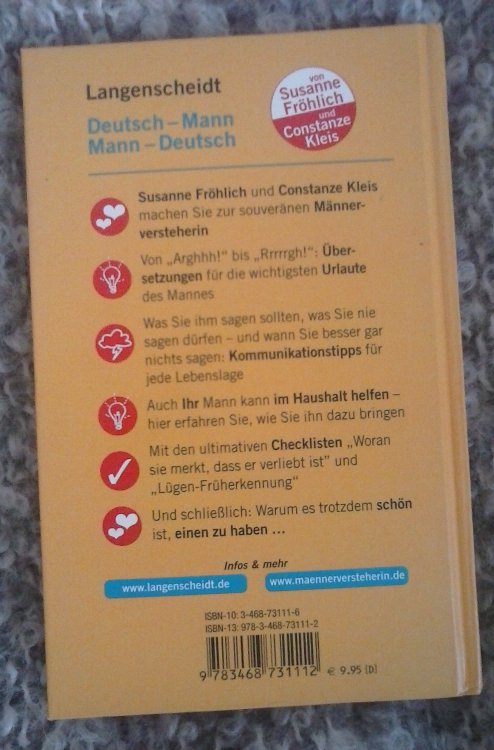 Langenscheidt
Deutsch – Mann
Mann – Deutsch
von
Susanne
Fröhlich
und
Constanze
Kleis
Susanne Fröhlich und Constanze Kleis
machen Sie zur souveränen Männer-
versteherin
Von „Arghhh!“ bis „Rrrrrgh!“: Über-
setzungen für die wichtigsten Urlaute
des Mannes
Was Sie ihm sagen sollten, was Sie nie
sagen dürfen – und wann Sie besser gar
nichts sagen: Kommunikationstipps für
jede Lebenslage
Auch Ihr Mann kann im Haushalt helfen –
hier erfahren Sie, wie Sie ihn dazu bringen
Mit den ultimativen Checklisten „Woran
sie merkt, dass er verliebt ist“ und
„Lügen-Früherkennung“
Und schließlich: Warum es trotzdem schön
ist, einen zu haben ...
Infos & mehr
www.langenscheidt.de
www.maennerversteherin.de
ISBN-10: 3-468-73111-6
ISBN-13: 978-3-468-73111-2
9 783468 731112
€ 9.95 [D]